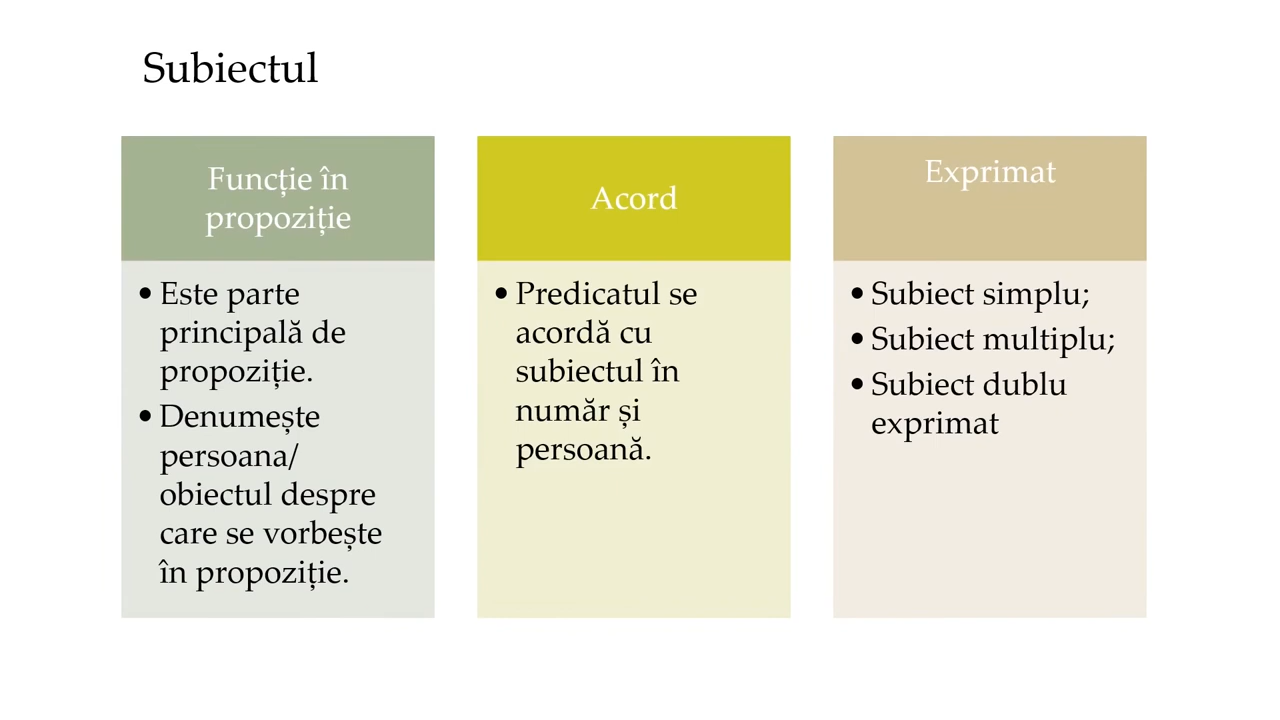 Subiectul
Funcție în
propoziție
• Este parte
principală de
propoziție.
• Denumește
persoana/
obiectul despre
care se vorbește
în propoziție.
Acord
• Predicatul se
acordă cu
subiectul în
număr și
persoană.
Exprimat
• Subiect simplu;
• Subiect multiplu;
• Subiect dublu
exprimat